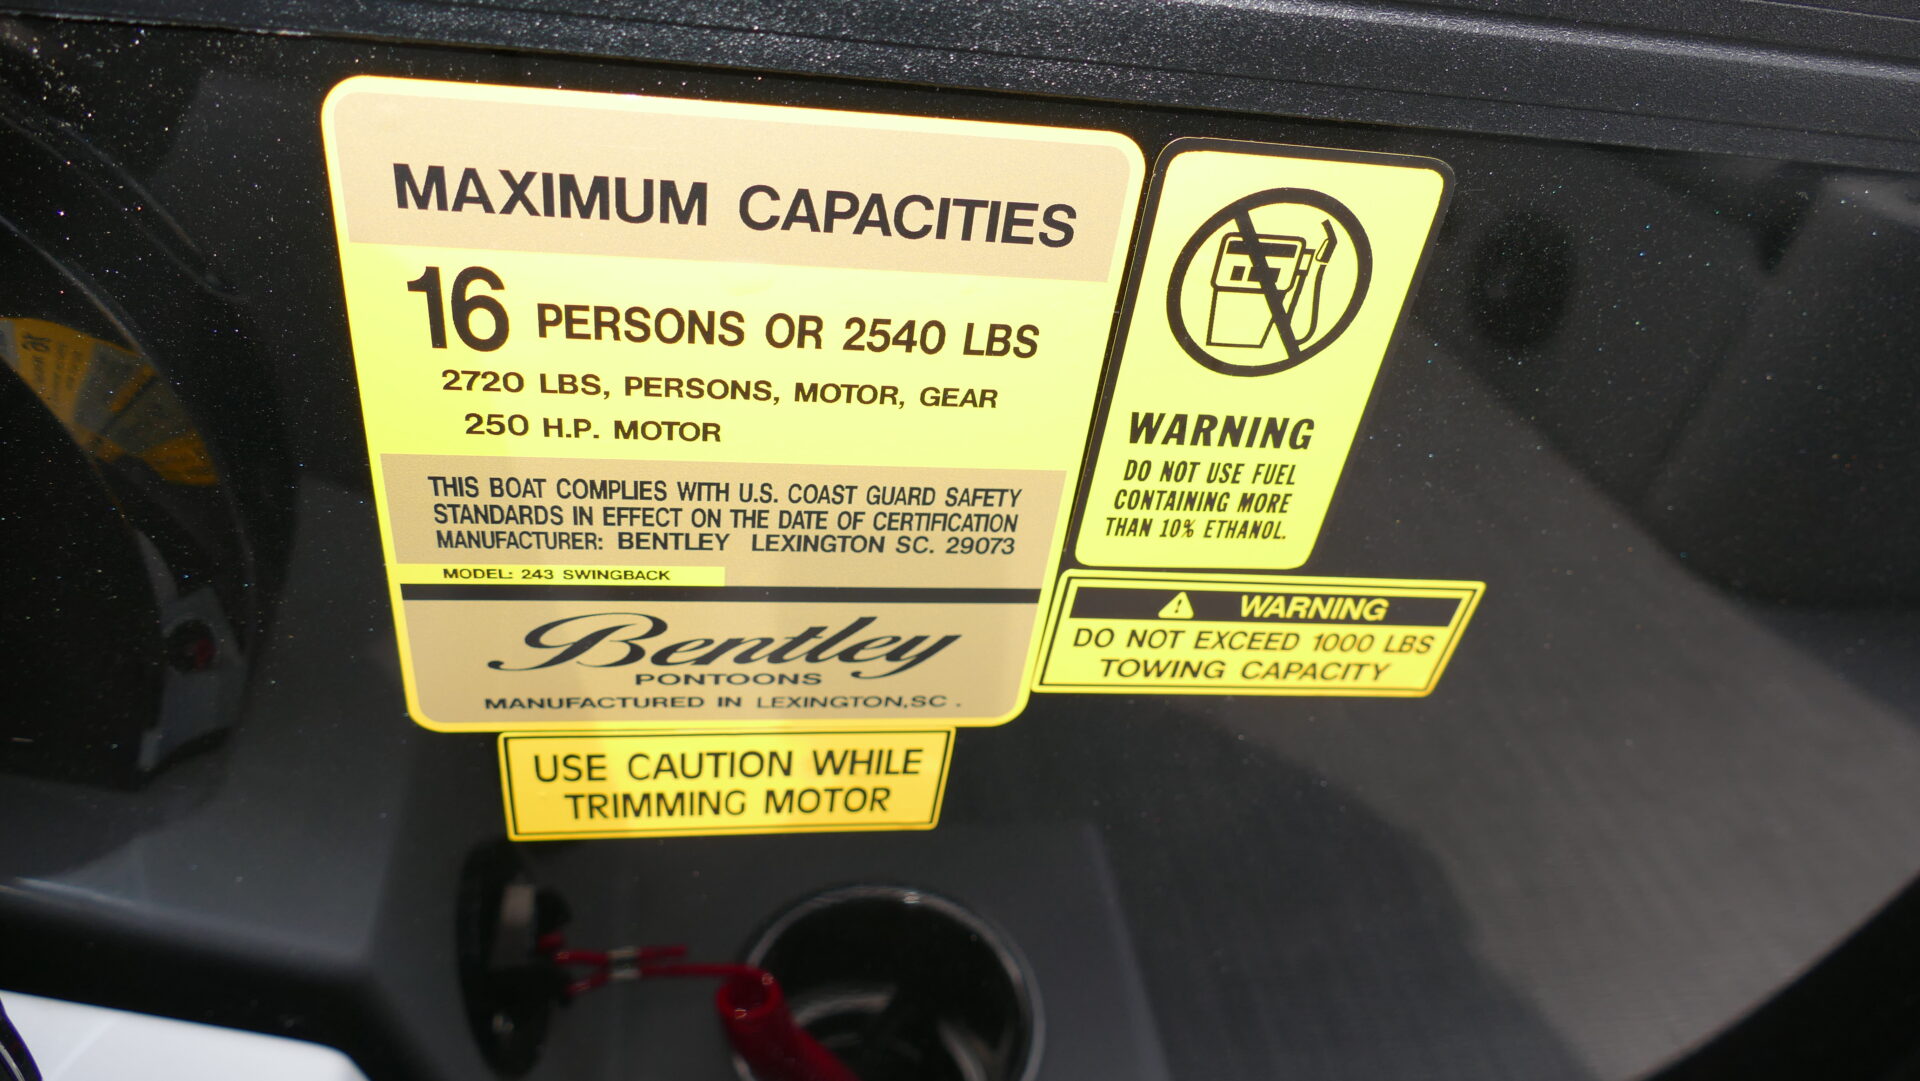 MAXIMUM CAPACITIES
16 PERSONS OR 2540 LBS
2720 LBS, PERSONS, MOTOR, GEAR
250 H.P. MOTOR
THIS BOAT COMPLIES WITH U.S. COAST GUARD SAFETY
STANDARDS IN EFFECT ON THE DATE OF CERTIFICATION
MANUFACTURER: BENTLEY LEXINGTON SC. 29073
MODEL: 243 SWINGBACK
Bentley
PONTOONS
MANUFACTURED IN LEXINGTON,SC .
USE CAUTION WHILE
TRIMMING MOTOR
WARNING
DO NOT USE FUEL
CONTAINING MORE
THAN 10% ETHANOL.
WARNING
DO NOT EXCEED 1000 LBS
TOWING CAPACITY